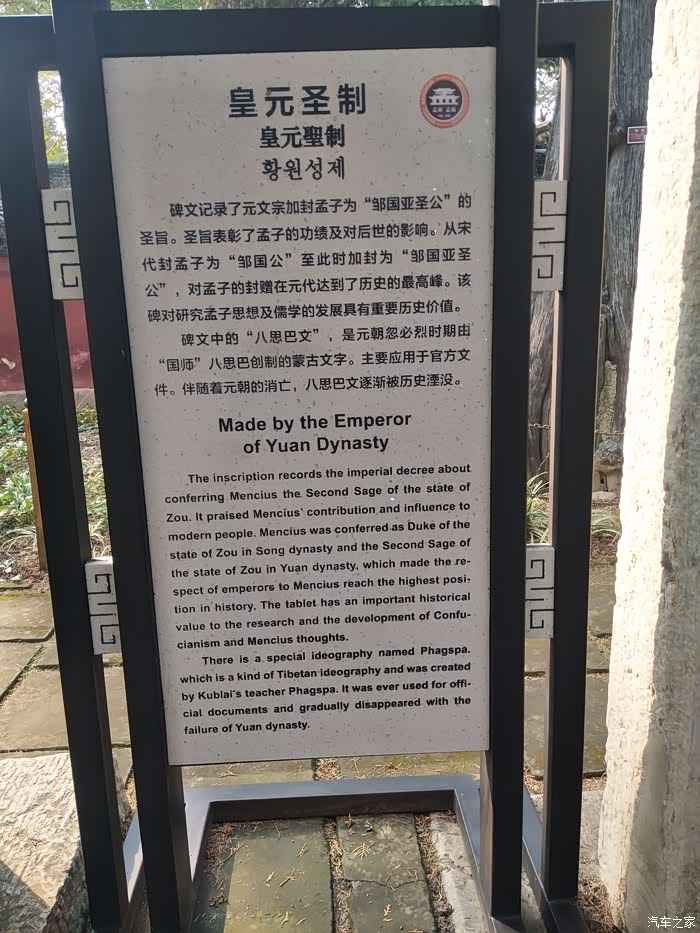 皇元圣制
皇元聖制
황원성제
碑文记录了元文宗加封孟子为“邹国亚圣公”的
圣旨。圣旨表彰了孟子的功绩及对后世的影响。从宋
代封孟子为“邹国公”至此时加封为“邹国亚圣
公”，对孟子的封赠在元代达到了历史的最高峰。该
碑对研究孟子思想及儒学的发展具有重要历史价值。
碑文中的“八思巴文”，是元朝忽必烈时期由
“国师”八思巴创制的蒙古文字。主要应用于官方文
件。伴随着元朝的消亡，八思巴文逐渐被历史湮没。
Made by the Emperor
of Yuan Dynasty
The inscription records the imperial decree about
conferring Mencius the Second Sage of the state of
Zou. It praised Mencius' contribution and influence to
modern people. Mencius was conferred as Duke of the
state of Zou in Song dynasty and the Second Sage of
the state of Zou in Yuan dynasty, which made the re-
spect of emperors to Mencius reach the highest posi-
tion in history. The tablet has an important historical
value to the research and the development of Confu-
cianism and Mencius thoughts.
There is a special ideography named Phagspa,
which is a kind of Tibetan ideography and was created
by Kublai's teacher Phagspa. It was ever used for offi-
cial documents and gradually disappeared with the
failure of Yuan dynasty.
汽车之家